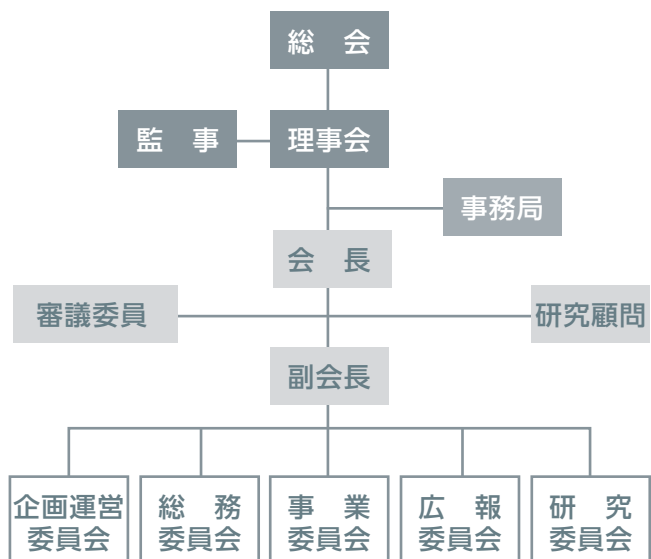 総　会
監　事
理事会
事務局
会　長
審議委員
研究顧問
副会長
企画運営
委員会
総　務
委員会
事　業
委員会
広　報
委員会
研　究
委員会